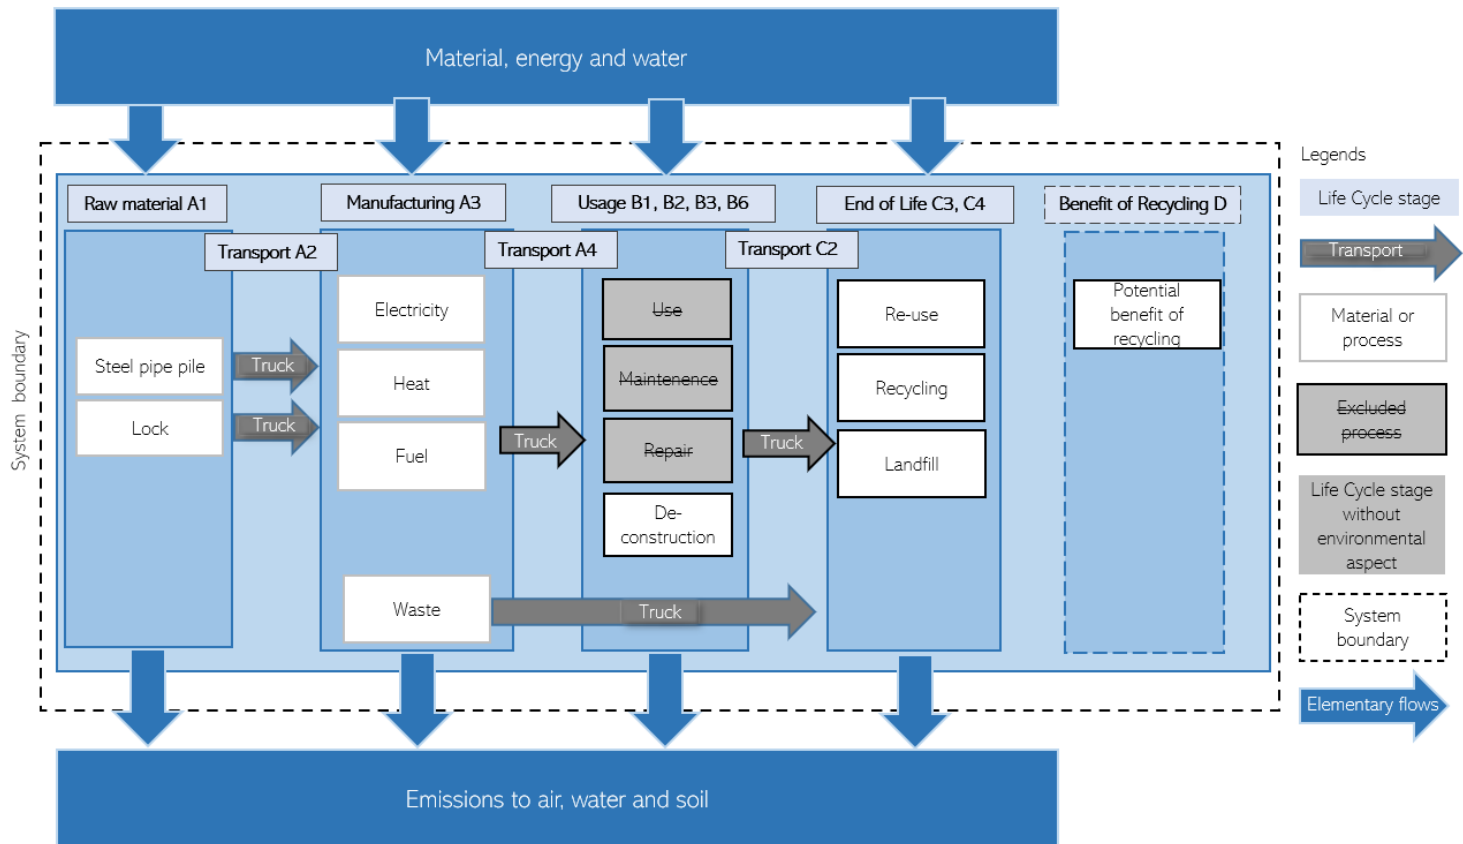 Material, energy and water
System boundary
Raw material A1
Manufacturing A3
Usage B1, B2, B3, B6
End of Life C3, C4
Benefit of Recycling D
Transport A2
Transport A4
Transport C2
Steel pipe pile
Lock
Truck
Truck
Electricity
Heat
Fuel
Waste
Truck
Use
Maintenence
Repair
De-
construction
Truck
Truck
Re-use
Recycling
Landfill
Potential
benefit of
recycling
Legends
Life Cycle stage
Transport
Material or
process
Excluded
process
Life Cycle stage
without
environmental
aspect
System
boundary
Elementary flows
Emissions to air, water and soil